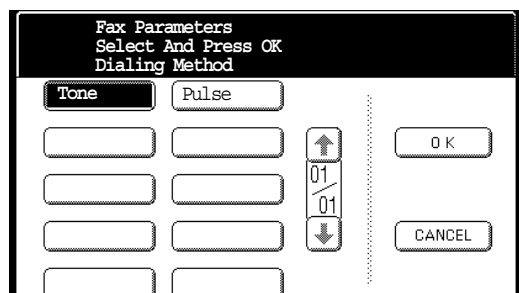 Fax Parameters
Select And Press OK
Dialing Method
Tone
Pulse
OK
01
01
CANCEL